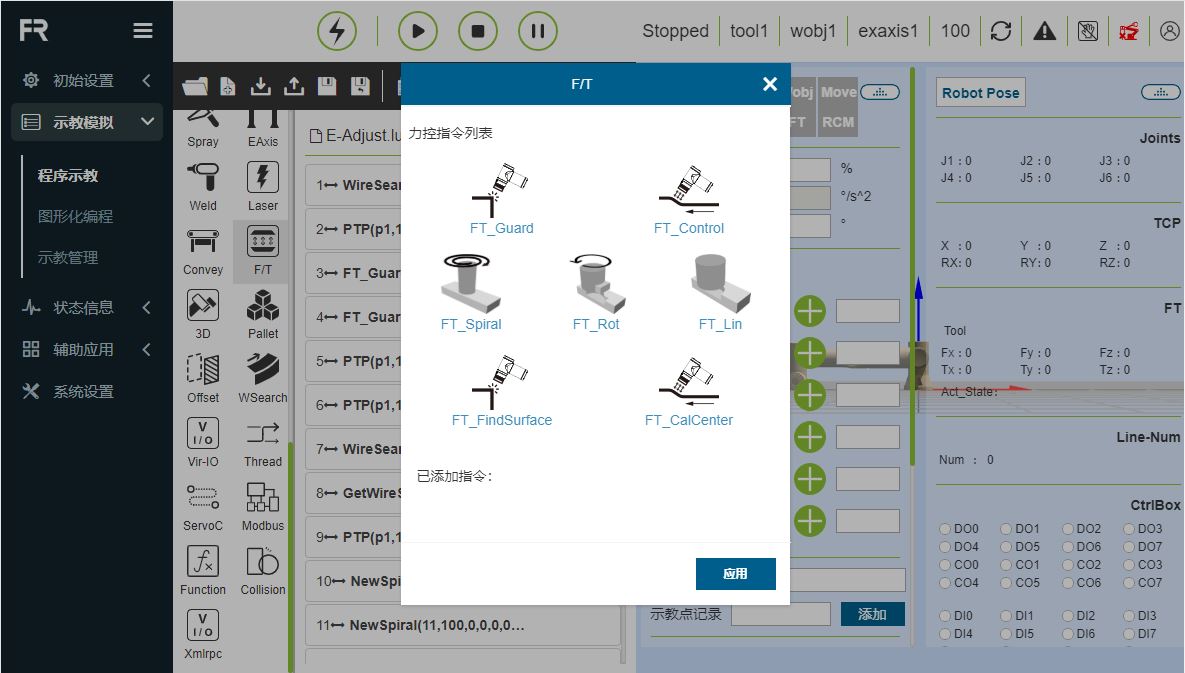 FR
初始设置
示教模拟
程序示教
图形化编程
示教管理
状态信息
辅助应用
系统设置
Stopped
tool1
wobj1
exaxis1
100
Spray
EAxis
Weld
Laser
Convey
F/T
3D
Pallet
Offset
WSearch
Vir-IO
Thread
ServoC
Modbus
Function
Collision
Xmlrpc
E-Adjust.lu
1 WireSear
2 PTP(p1,1
3 FT_Guar
4 FT_Guar
5 PTP(p1,1
6 PTP(p1,1
7 WireSear
8 GetWireS
9 PTP(p1,1
10 NewSpi
11 NewSpiral(11,100,0,0,0,0…
F/T
力控指令列表
FT_Guard
FT_Control
FT_Spiral
FT_Rot
FT_Lin
FT_FindSurface
FT_CalCenter
已添加指令:
应用
obj
Move
FT
RCM
%
°/s^2
°
示教点记录
添加
Robot Pose
Joints
J1 : 0 J2 : 0 J3 : 0
J4 : 0 J5 : 0 J6 : 0
TCP
X : 0 Y : 0 Z : 0
RX: 0 RY: 0 RZ: 0
FT
Tool
Fx : 0 Fy : 0 Fz : 0
Tx : 0 Ty : 0 Tz : 0
Act_State:
Line-Num
Num : 0
CtrlBox
DO0 DO1 DO2 DO3
DO4 DO5 DO6 DO7
CO0 CO1 CO2 CO3
CO4 CO5 CO6 CO7
DI0 DI1 DI2 DI3
DI4 DI5 DI6 DI7